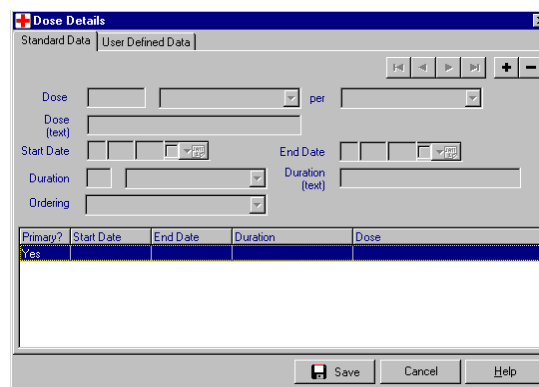 Dose Details
Standard Data User Defined Data
Dose per
Dose
(text)
Start Date End Date
Duration Duration
(text)
Ordering
Primary? Start Date End Date Duration Dose
Yes
Save Cancel Help